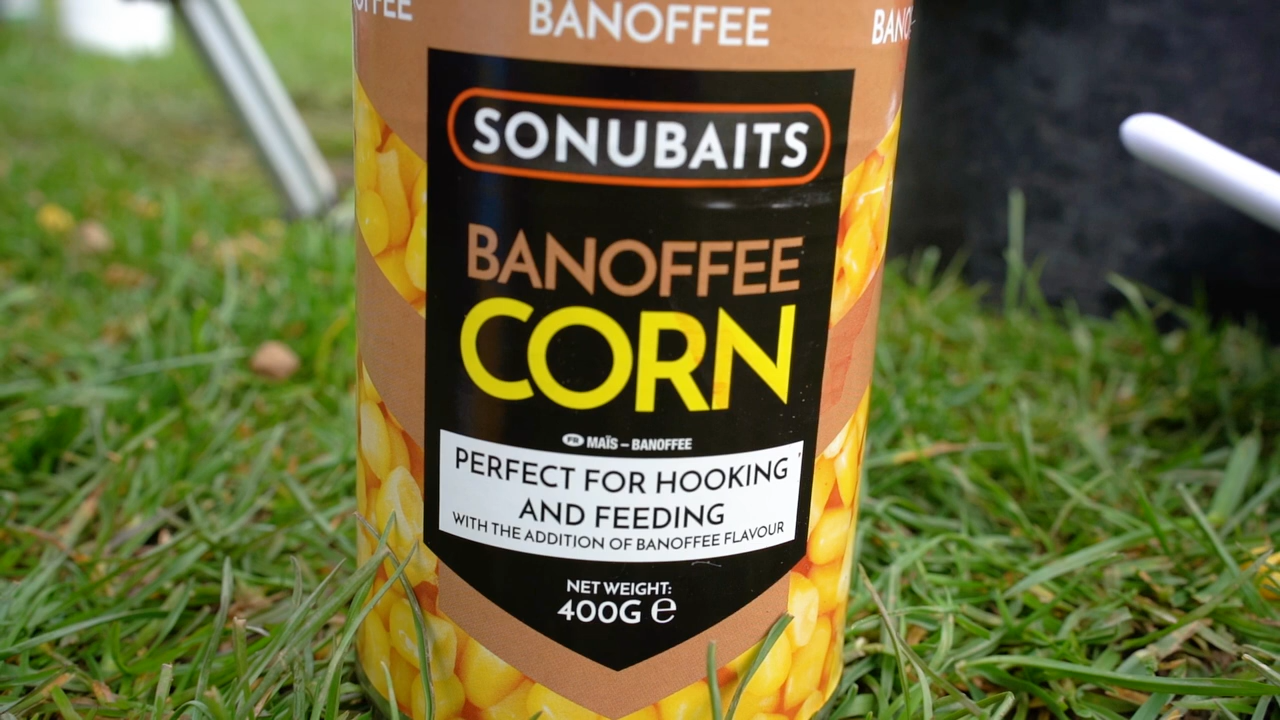 BANOFFEE
SONUBAITS
BANOFFEE
CORN
FR MAÏS – BANOFFEE
PERFECT FOR HOOKING
AND FEEDING
WITH THE ADDITION OF BANOFFEE FLAVOUR
NET WEIGHT:
400G ℮